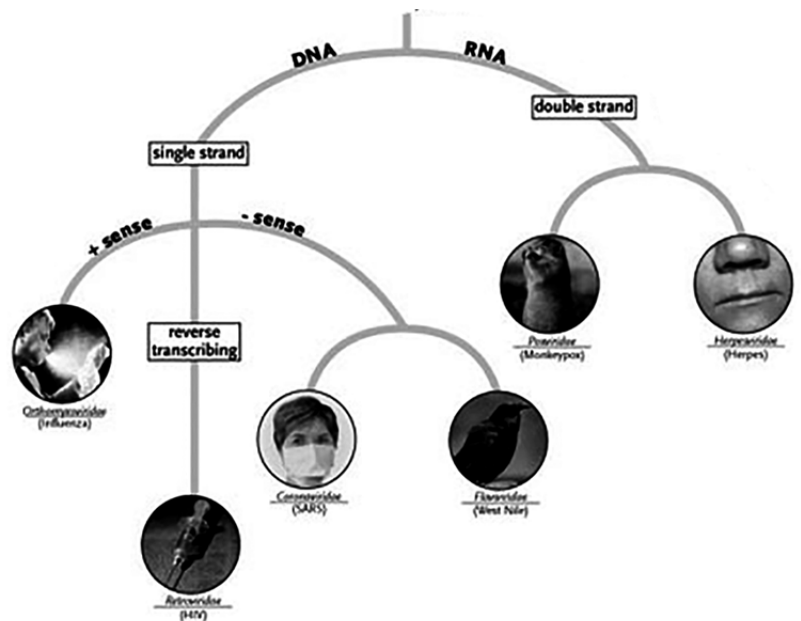 DNA
RNA
double strand
single strand
+ sense
- sense
reverse
transcribing
Poxviridae
(Monkeypox)
Herpesviridae
(Herpes)
Orthomyxoviridae
(Influenza)
Coronaviridae
(SARS)
Flaviviridae
(West Nile)
Retroviridae
(HIV)